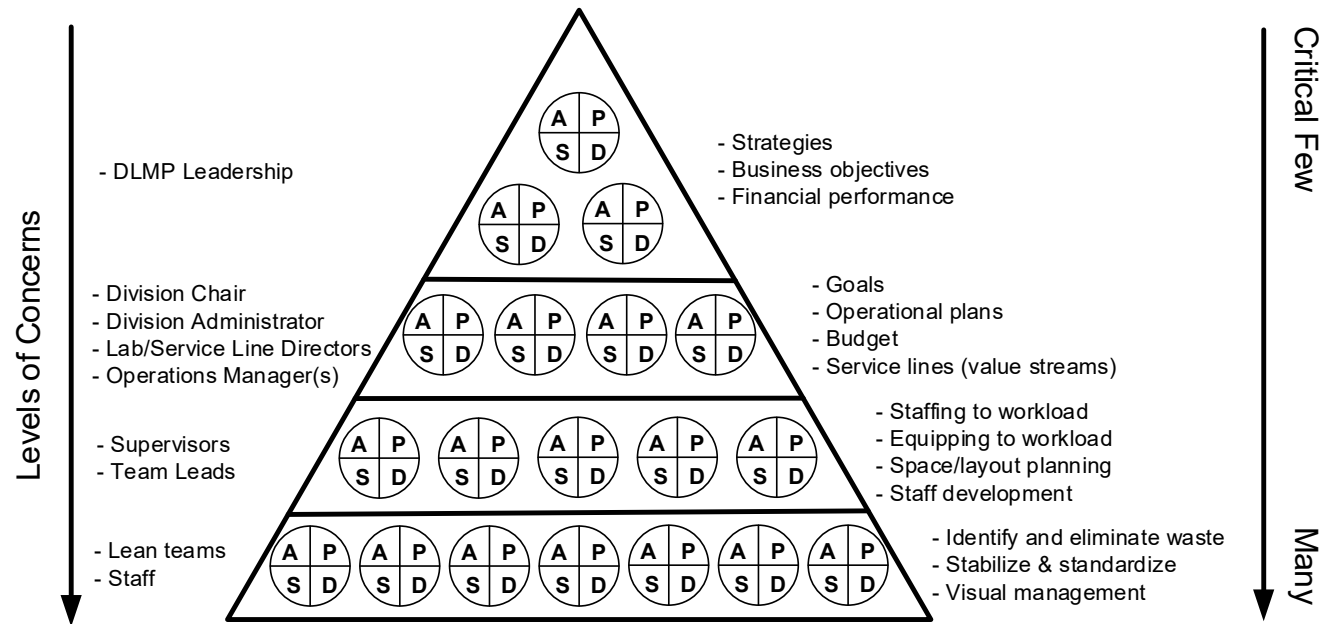 Levels of Concerns
Critical Few
Many
A P
S D
- DLMP Leadership
- Strategies
- Business objectives
- Financial performance
A P A P
S D S D
- Division Chair
- Division Administrator
- Lab/Service Line Directors
- Operations Manager(s)
A P A P A P A P
S D S D S D S D
- Goals
- Operational plans
- Budget
- Service lines (value streams)
- Supervisors
- Team Leads
A P A P A P A P A P
S D S D S D S D S D
- Staffing to workload
- Equipping to workload
- Space/layout planning
- Staff development
- Lean teams
- Staff
A P A P A P A P A P A P A P
S D S D S D S D S D S D S D
- Identify and eliminate waste
- Stabilize & standardize
- Visual management